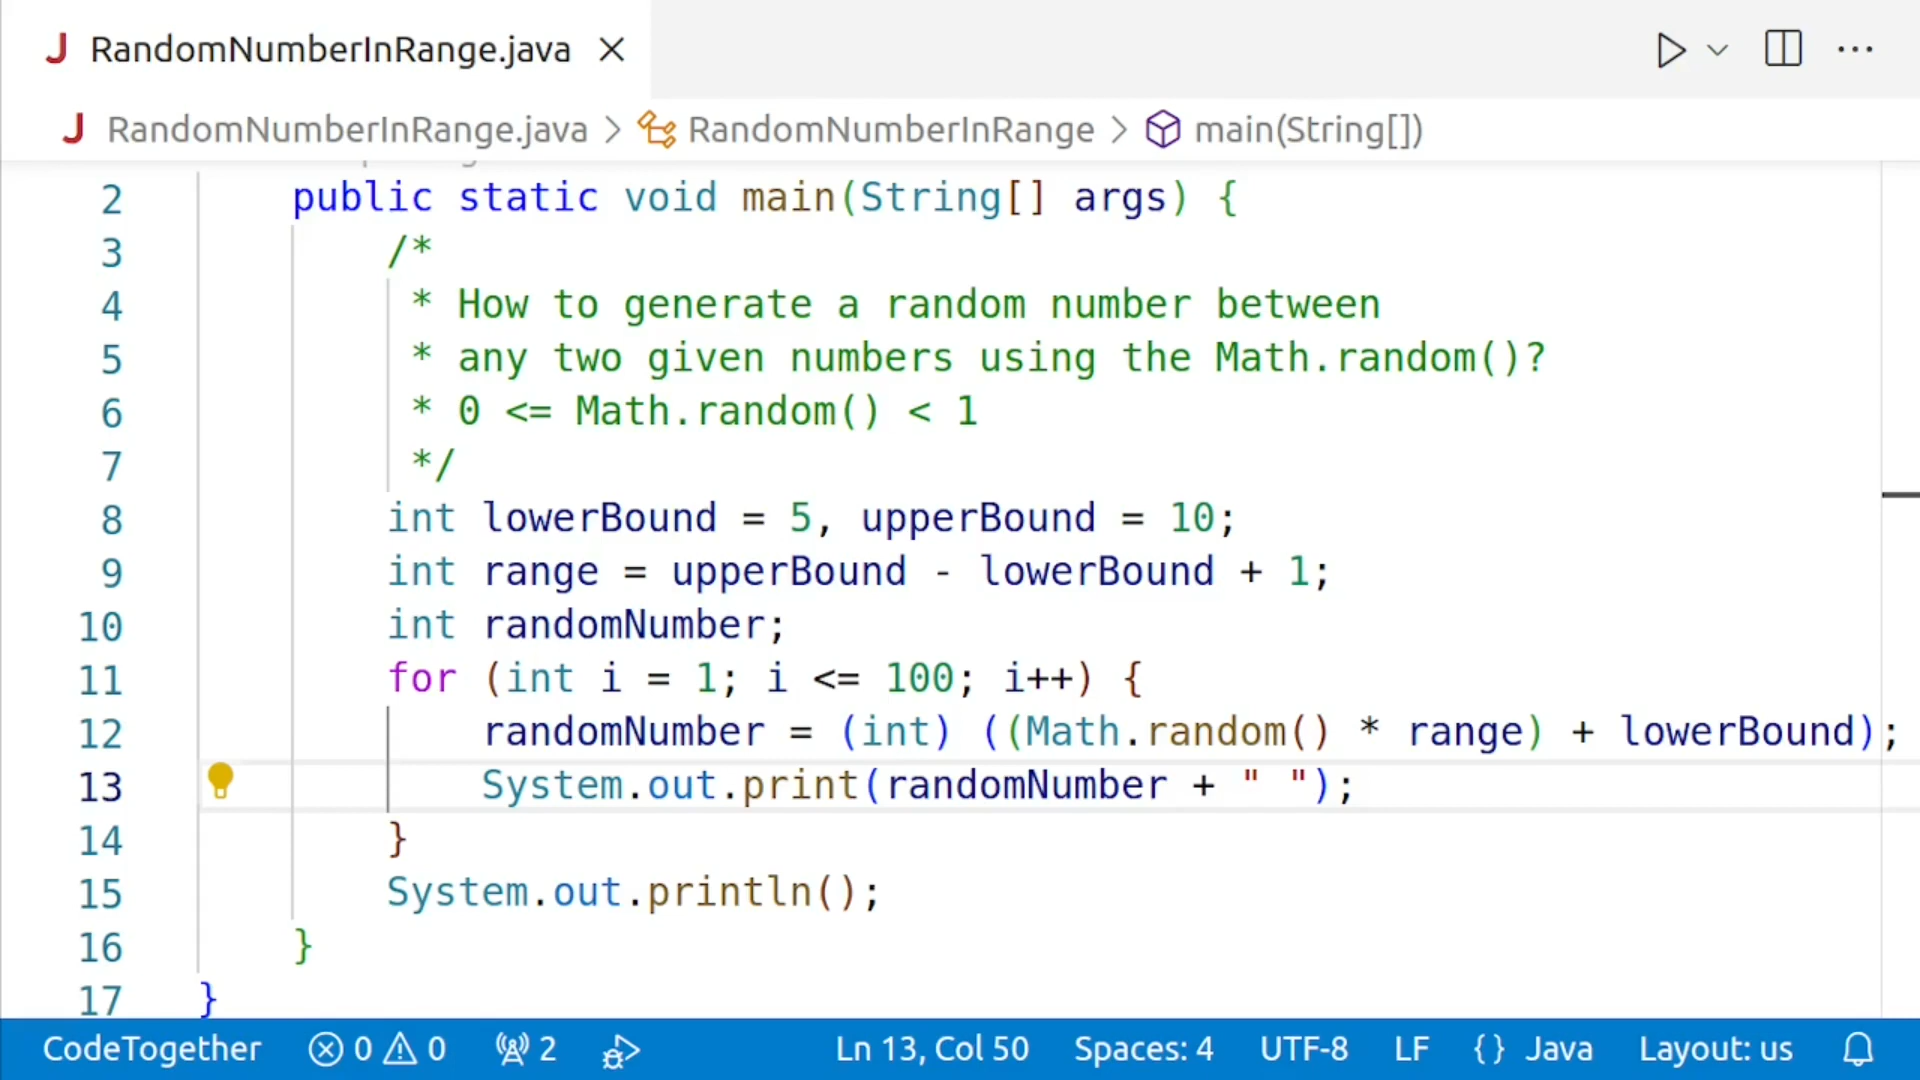 J RandomNumberInRange.java
J RandomNumberInRange.java > RandomNumberInRange > main(String[])
2 public static void main(String[] args) {
3 /*
4 * How to generate a random number between
5 * any two given numbers using the Math.random()?
6 * 0 <= Math.random() < 1
7 */
8 int lowerBound = 5, upperBound = 10;
9 int range = upperBound - lowerBound + 1;
10 int randomNumber;
11 for (int i = 1; i <= 100; i++) {
12 randomNumber = (int) ((Math.random() * range) + lowerBound);
13 System.out.print(randomNumber + " ");
14 }
15 System.out.println();
16 }
17 }
CodeTogether 0 0 2 Ln 13, Col 50 Spaces: 4 UTF-8 LF {} Java Layout: us